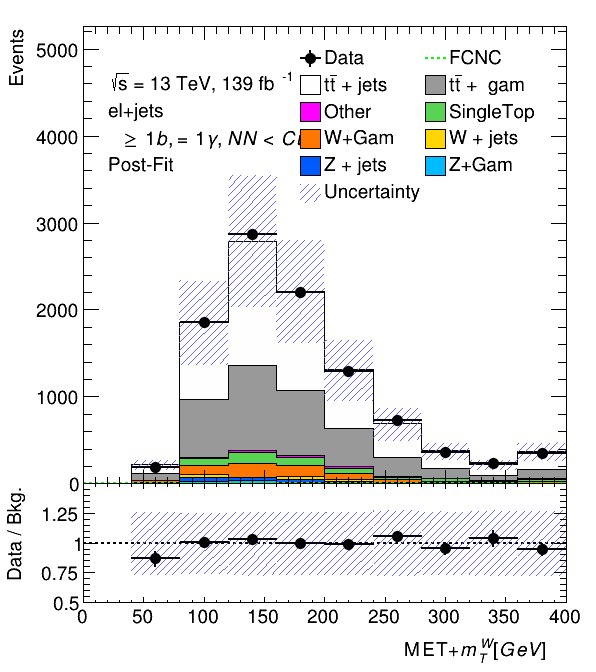 Events
5000
4000
3000
2000
1000
0
√s = 13 TeV, 139 fb -1
el+jets
≥ 1b, = 1γ, NN < C
Post-Fit
Data
FCNC
tt̄ + jets
tt̄ + gam
Other
SingleTop
W+Gam
W + jets
Z + jets
Z+Gam
Uncertainty
Data / Bkg.
1.25
1
0.75
0.5
0 50 100 150 200 250 300 350 400
MET+m_T^W[GeV]